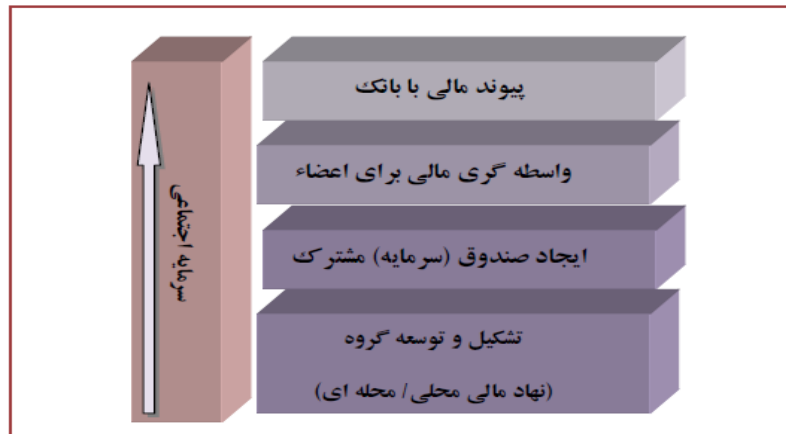 پیوند مالی با بانک
واسطه گری مالی برای اعضاء
ایجاد صندوق (سرمایه) مشترک
تشکیل و توسعه گروه
(نهاد مالی محلی/ محله ای)
سرمایه اجتماعی